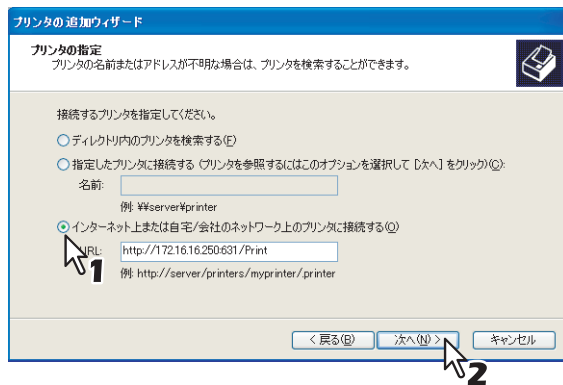 プリンタの追加ウィザード
プリンタの指定
プリンタの名前またはアドレスが不明な場合は、プリンタを検索することができます。
接続するプリンタを指定してください。
ディレクトリ内のプリンタを検索する(F)
指定したプリンタに接続する (プリンタを参照するにはこのオプションを選択して [次へ] をクリック)(C):
名前:
例: ¥¥server¥printer
インターネット上または自宅/会社のネットワーク上のプリンタに接続する(O)
URL: http://172.16.16.250:631/Print
1
例: http://server/printers/myprinter/.printer
< 戻る(B) 次へ(N) > キャンセル
2